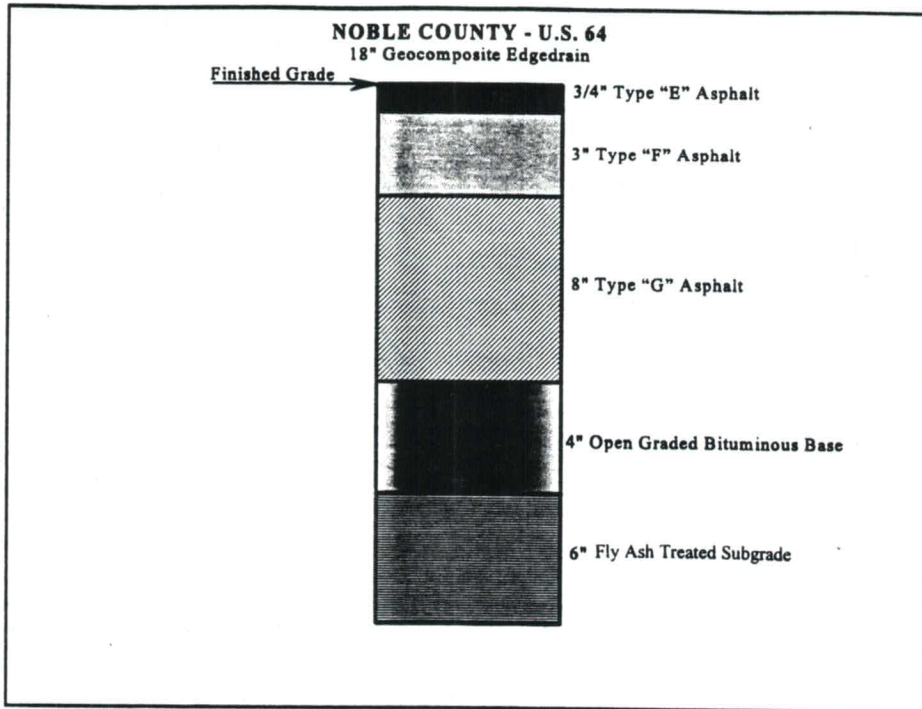 NOBLE COUNTY - U.S. 64
18" Geocomposite Edgedrain
Finished Grade
3/4" Type "E" Asphalt
3" Type "F" Asphalt
8" Type "G" Asphalt
4" Open Graded Bituminous Base
6" Fly Ash Treated Subgrade